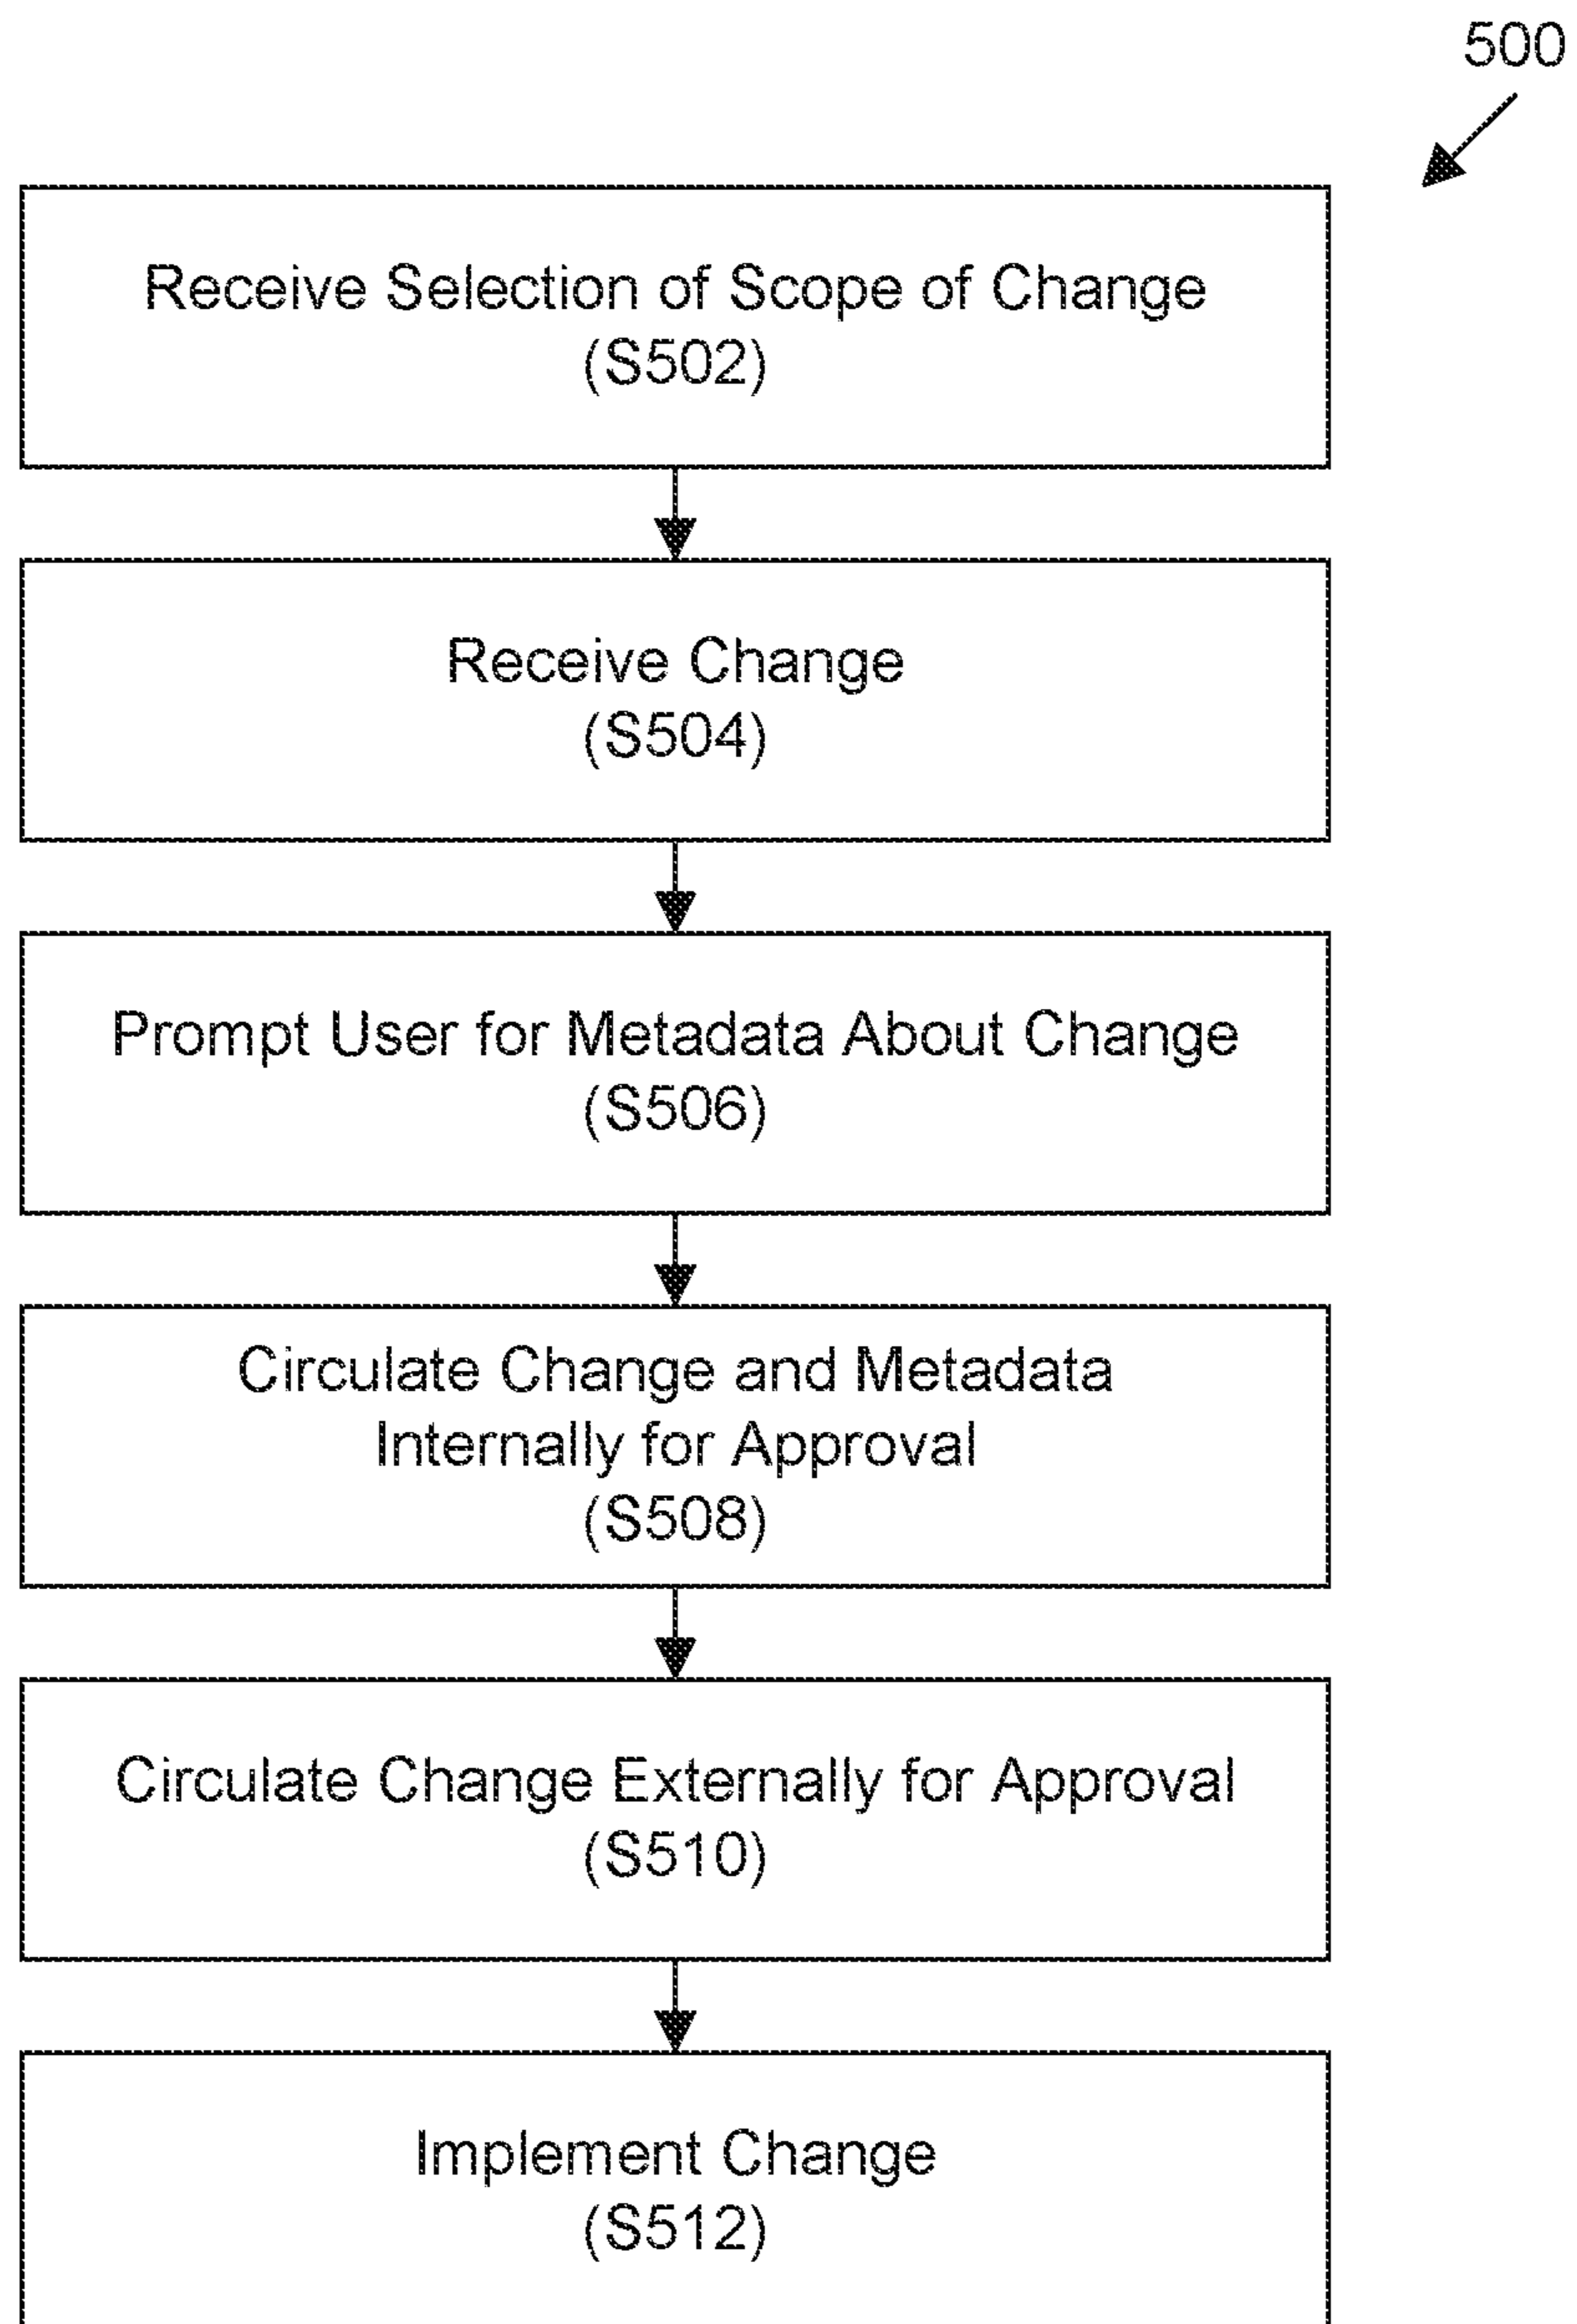 500
Receive Selection of Scope of Change
(S502)
Receive Change
(S504)
Prompt User for Metadata About Change
(S506)
Circulate Change and Metadata
Internally for Approval
(S508)
Circulate Change Externally for Approval
(S510)
Implement Change
(S512)